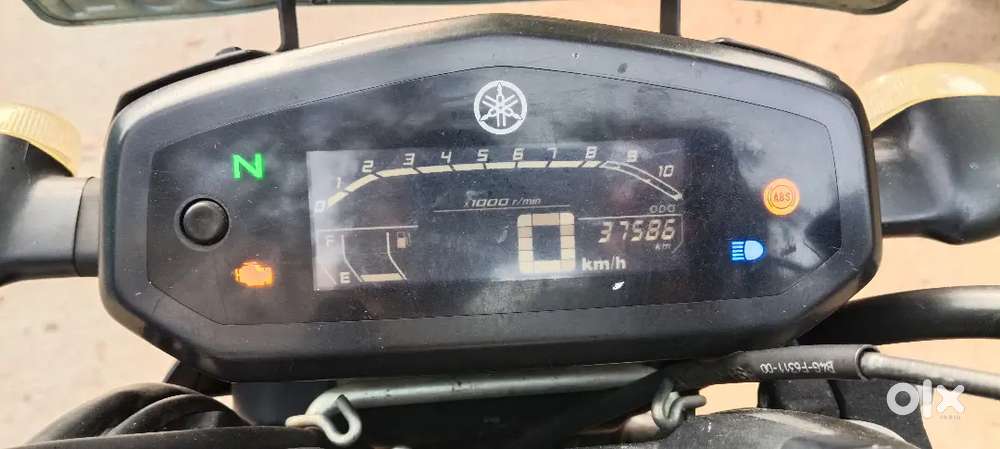 N
0 1 2 3 4 5 6 7 8 9 10
x1000 r/min
ABS
ODO
37586
km
F
E
0 km/h
B4G-F6311-00
olx
INDIA